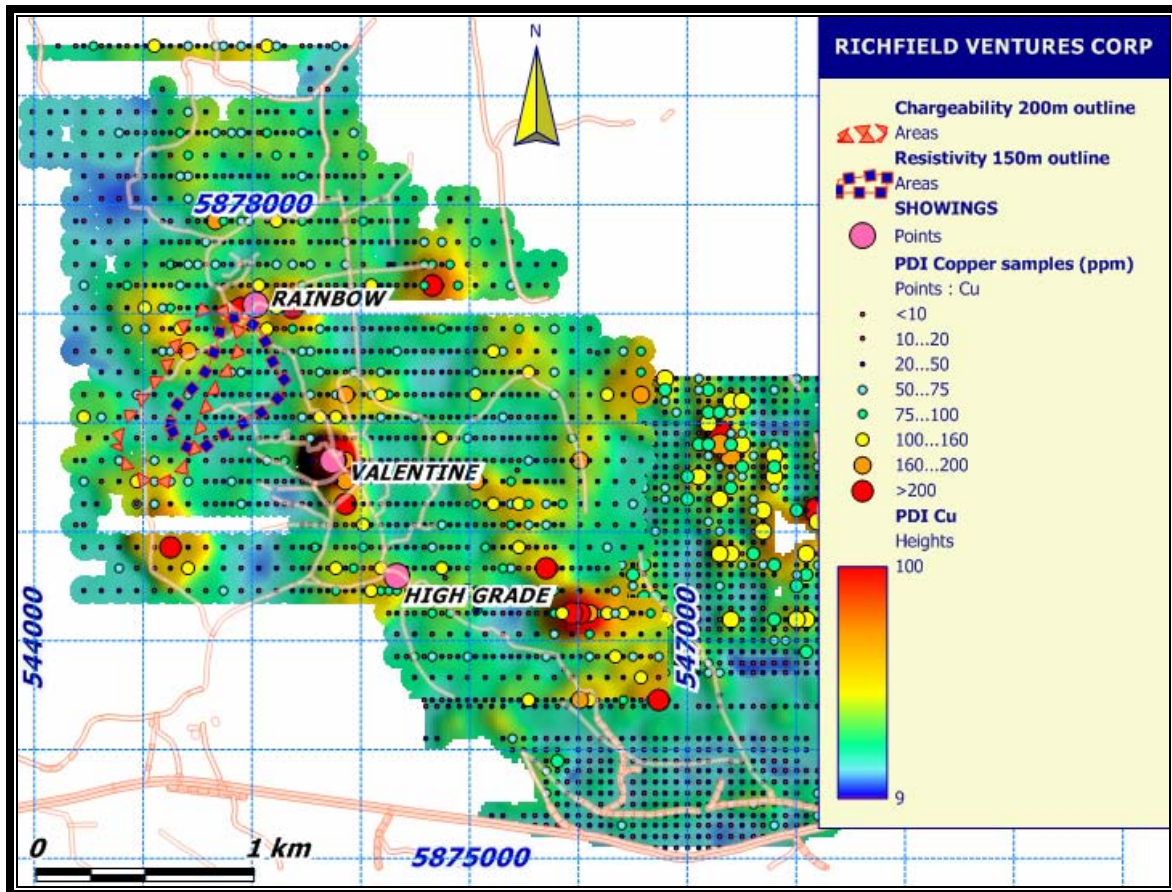 N
5878000
RAINBOW
VALENTINE
HIGH GRADE
544000
547000
0 1 km
5875000
RICHFIELD VENTURES CORP
Chargeability 200m outline
Areas
Resistivity 150m outline
Areas
SHOWINGS
Points
PDI Copper samples (ppm)
Points : Cu
<10
10...20
20...50
50...75
75...100
100...160
160...200
>200
PDI Cu
Heights
100
9